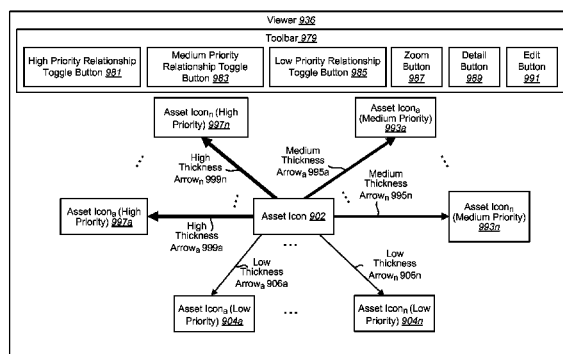 Viewer 936
Toolbar 979
High Priority Relationship
Toggle Button 981
Medium Priority
Relationship Toggle
Button 983
Low Priority Relationship
Toggle Button 985
Zoom
Button
987
Detail
Button
989
Edit
Button
991
Asset Iconn (High
Priority) 997n
Asset Icona
(Medium Priority)
993a
High
Thickness
Arrown 999n
Medium
Thickness
Arrowa 995a
Medium
Thickness
Arrown 995n
Asset Icona (High
Priority) 997a
Asset Icon 902
Asset Iconn
(Medium Priority)
993n
High
Thickness
Arrowa 999a
Low
Thickness
Arrowa 906a
Low
Thickness
Arrown 906n
Asset Icona (Low
Priority) 904a
Asset Iconn (Low
Priority) 904n